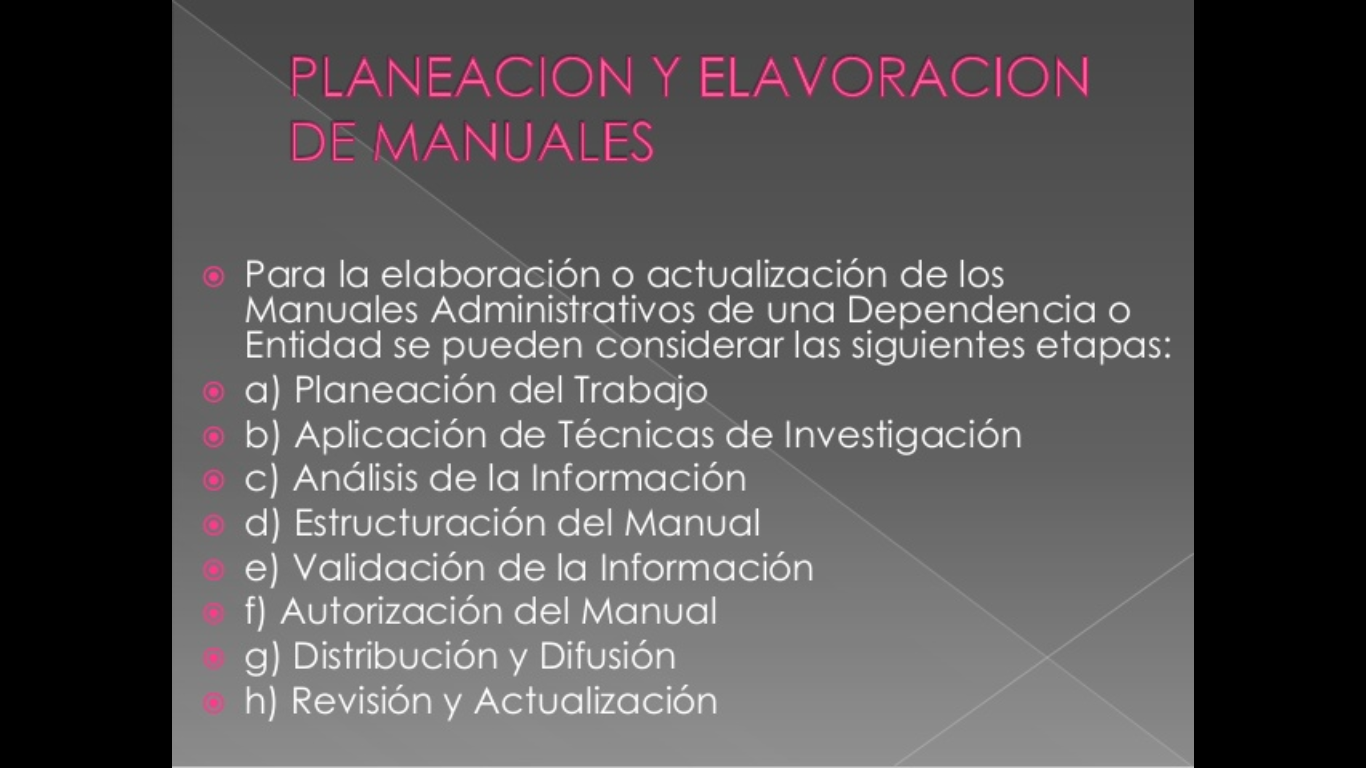 PLANEACION Y ELAVORACION
DE MANUALES
Para la elaboración o actualización de los
Manuales Administrativos de una Dependencia o
Entidad se pueden considerar las siguientes etapas:
a) Planeación del Trabajo
b) Aplicación de Técnicas de Investigación
c) Análisis de la Información
d) Estructuración del Manual
e) Validación de la Información
f) Autorización del Manual
g) Distribución y Difusión
h) Revisión y Actualización